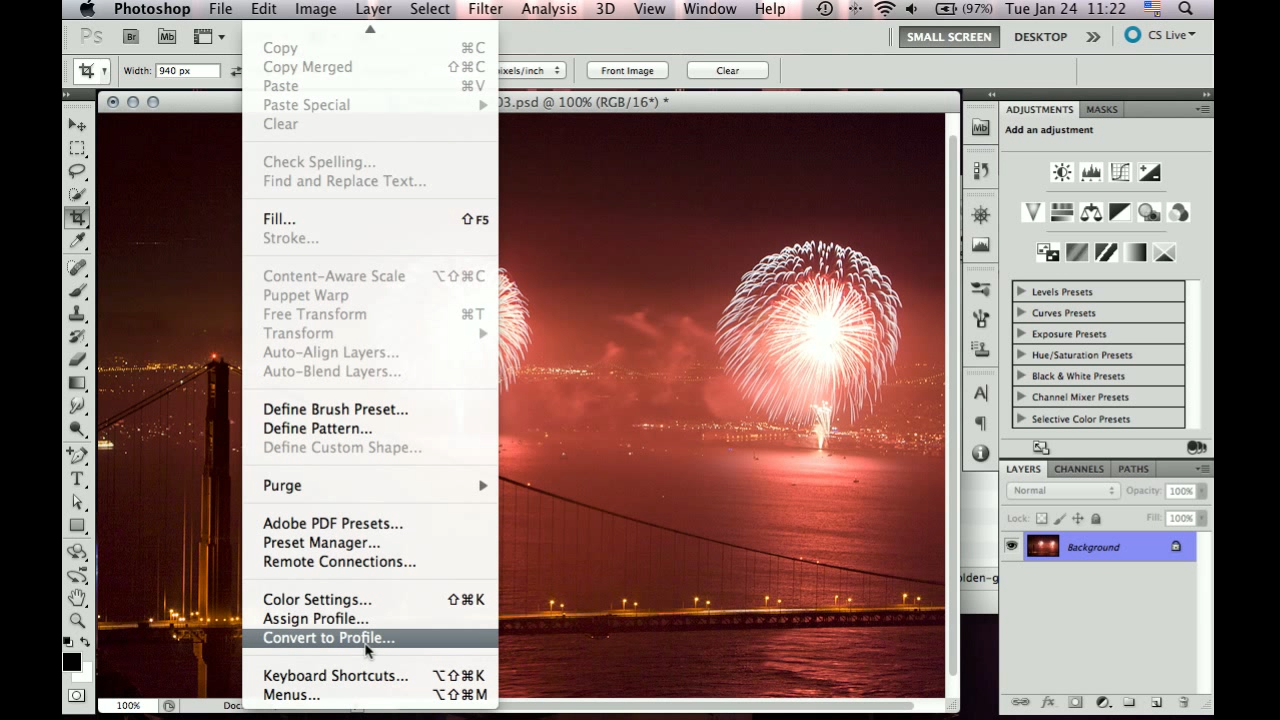 Photoshop File Edit Image Layer Select Filter Analysis 3D View Window Help (97%) Tue Jan 24 11:22
Ps Br Mb SMALL SCREEN DESKTOP CS Live
Width: 940 px Front Image Clear
03.psd @ 100% (RGB/16*) *
Copy ⌘C
Copy Merged ⇧⌘C
Paste ⌘V
Paste Special
Clear
Check Spelling...
Find and Replace Text...
Fill... ⇧F5
Stroke...
Content-Aware Scale ⌥⇧⌘C
Puppet Warp
Free Transform ⌘T
Transform
Auto-Align Layers...
Auto-Blend Layers...
Define Brush Preset...
Define Pattern...
Define Custom Shape...
Purge
Adobe PDF Presets...
Preset Manager...
Remote Connections...
Color Settings... ⇧⌘K
Assign Profile...
Convert to Profile...
Keyboard Shortcuts... ⌥⇧⌘K
Menus... ⌥⇧⌘M
100%
Mb
ADJUSTMENTS MASKS
Add an adjustment
Levels Presets
Curves Presets
Exposure Presets
Hue/Saturation Presets
Black & White Presets
Channel Mixer Presets
Selective Color Presets
LAYERS CHANNELS PATHS
Normal Opacity: 100%
Lock: Fill: 100%
Background